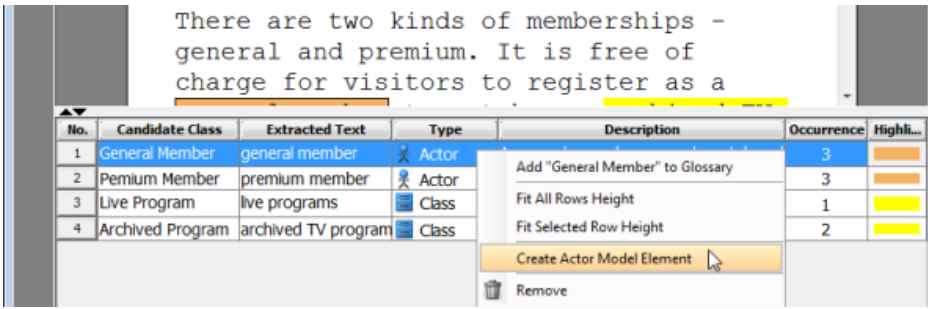 There are two kinds of memberships -
general and premium. It is free of
charge for visitors to register as a
No. Candidate Class Extracted Text Type Description Occurrence Highli...
1 General Member general member Actor 3
2 Pemium Member premium member Actor 3
3 Live Program live programs Class 1
4 Archived Program archived TV program Class 2
Add "General Member" to Glossary
Fit All Rows Height
Fit Selected Row Height
Create Actor Model Element
Remove